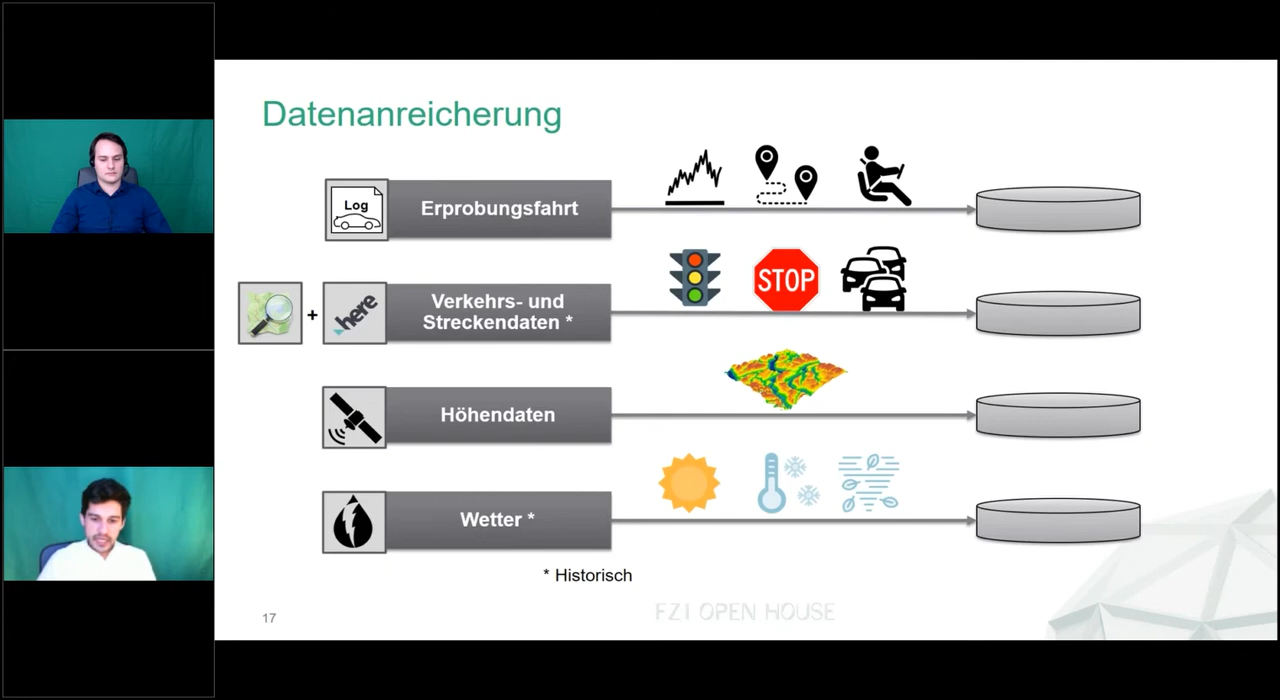 Datenanreicherung
Log
Erprobungsfahrt
here
Verkehrs- und
Streckendaten *
+
STOP
Höhendaten
Wetter *
* Historisch
17
FZI OPEN HOUSE